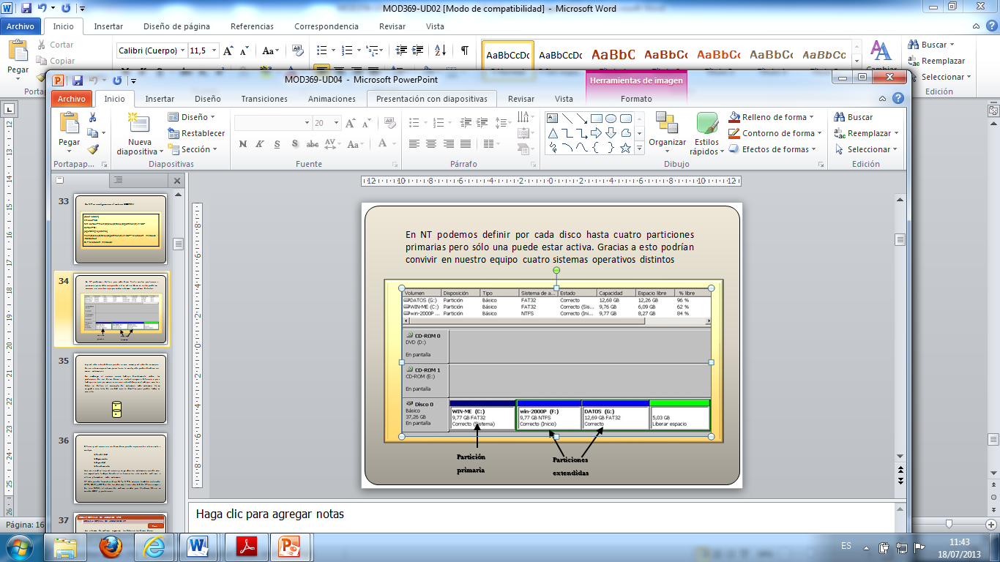 MOD369-UD02 [Modo de compatibilidad] - Microsoft Word
Archivo Inicio Insertar Diseño de página Referencias Correspondencia Revisar Vista
Pegar Cortar Copiar
Calibri (Cuerpo) 11,5
AaBbCcDc AaBbCcDc AaBbC AaBbCc AaBbCc AaBbCc AaBbCc
Buscar
Reemplazar
Seleccionar
Edición
MOD369-UD04 - Microsoft PowerPoint
Herramientas de imagen
Archivo Inicio Insertar Diseño Transiciones Animaciones Presentación con diapositivas Revisar Vista Formato
Pegar
Portapap...
Nueva diapositiva
Diseño
Restablecer
Sección
Diapositivas
20
N K S S abc AV Aa A
Fuente
Párrafo
Organizar
Estilos rápidos
Relleno de forma
Contorno de forma
Efectos de formas
Dibujo
Buscar
Reemplazar
Seleccionar
Edición
33
34
35
36
37
En NT podemos definir por cada disco hasta cuatro particiones
primarias pero sólo una puede estar activa. Gracias a esto podrían
convivir en nuestro equipo cuatro sistemas operativos distintos
Volumen Disposición Tipo Sistema de a... Estado Capacidad Espacio libre % libre
DATOS (G:) Partición Básico FAT32 Correcto 12,68 GB 12,26 GB 96 %
WIN-ME (C:) Partición Básico FAT32 Correcto (Sis... 9,76 GB 6,09 GB 62 %
win-2000P ... Partición Básico NTFS Correcto (Ini... 9,77 GB 8,27 GB 84 %
CD-ROM 0
DVD (D:)
En pantalla
CD-ROM 1
CD-ROM (E:)
En pantalla
Disco 0
Básico
37,26 GB
En pantalla
WIN-ME (C:)
9,77 GB FAT32
Correcto (Sistema)
win-2000P (F:)
9,77 GB NTFS
Correcto (Inicio)
DATOS (G:)
12,69 GB FAT32
Correcto
5,03 GB
Liberar espacio
Partición
primaria
Particiones
extendidas
Haga clic para agregar notas
Página: 16
ES
11:43
18/07/2013